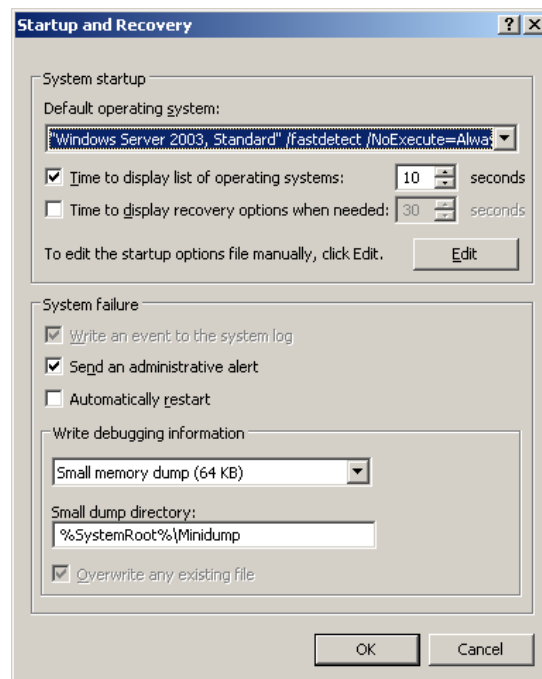 Startup and Recovery
System startup
Default operating system:
"Windows Server 2003, Standard" /fastdetect /NoExecute=Alwa
Time to display list of operating systems: 10 seconds
Time to display recovery options when needed: 30 seconds
To edit the startup options file manually, click Edit. Edit
System failure
Write an event to the system log
Send an administrative alert
Automatically restart
Write debugging information
Small memory dump (64 KB)
Small dump directory:
%SystemRoot%\Minidump
Overwrite any existing file
OK Cancel